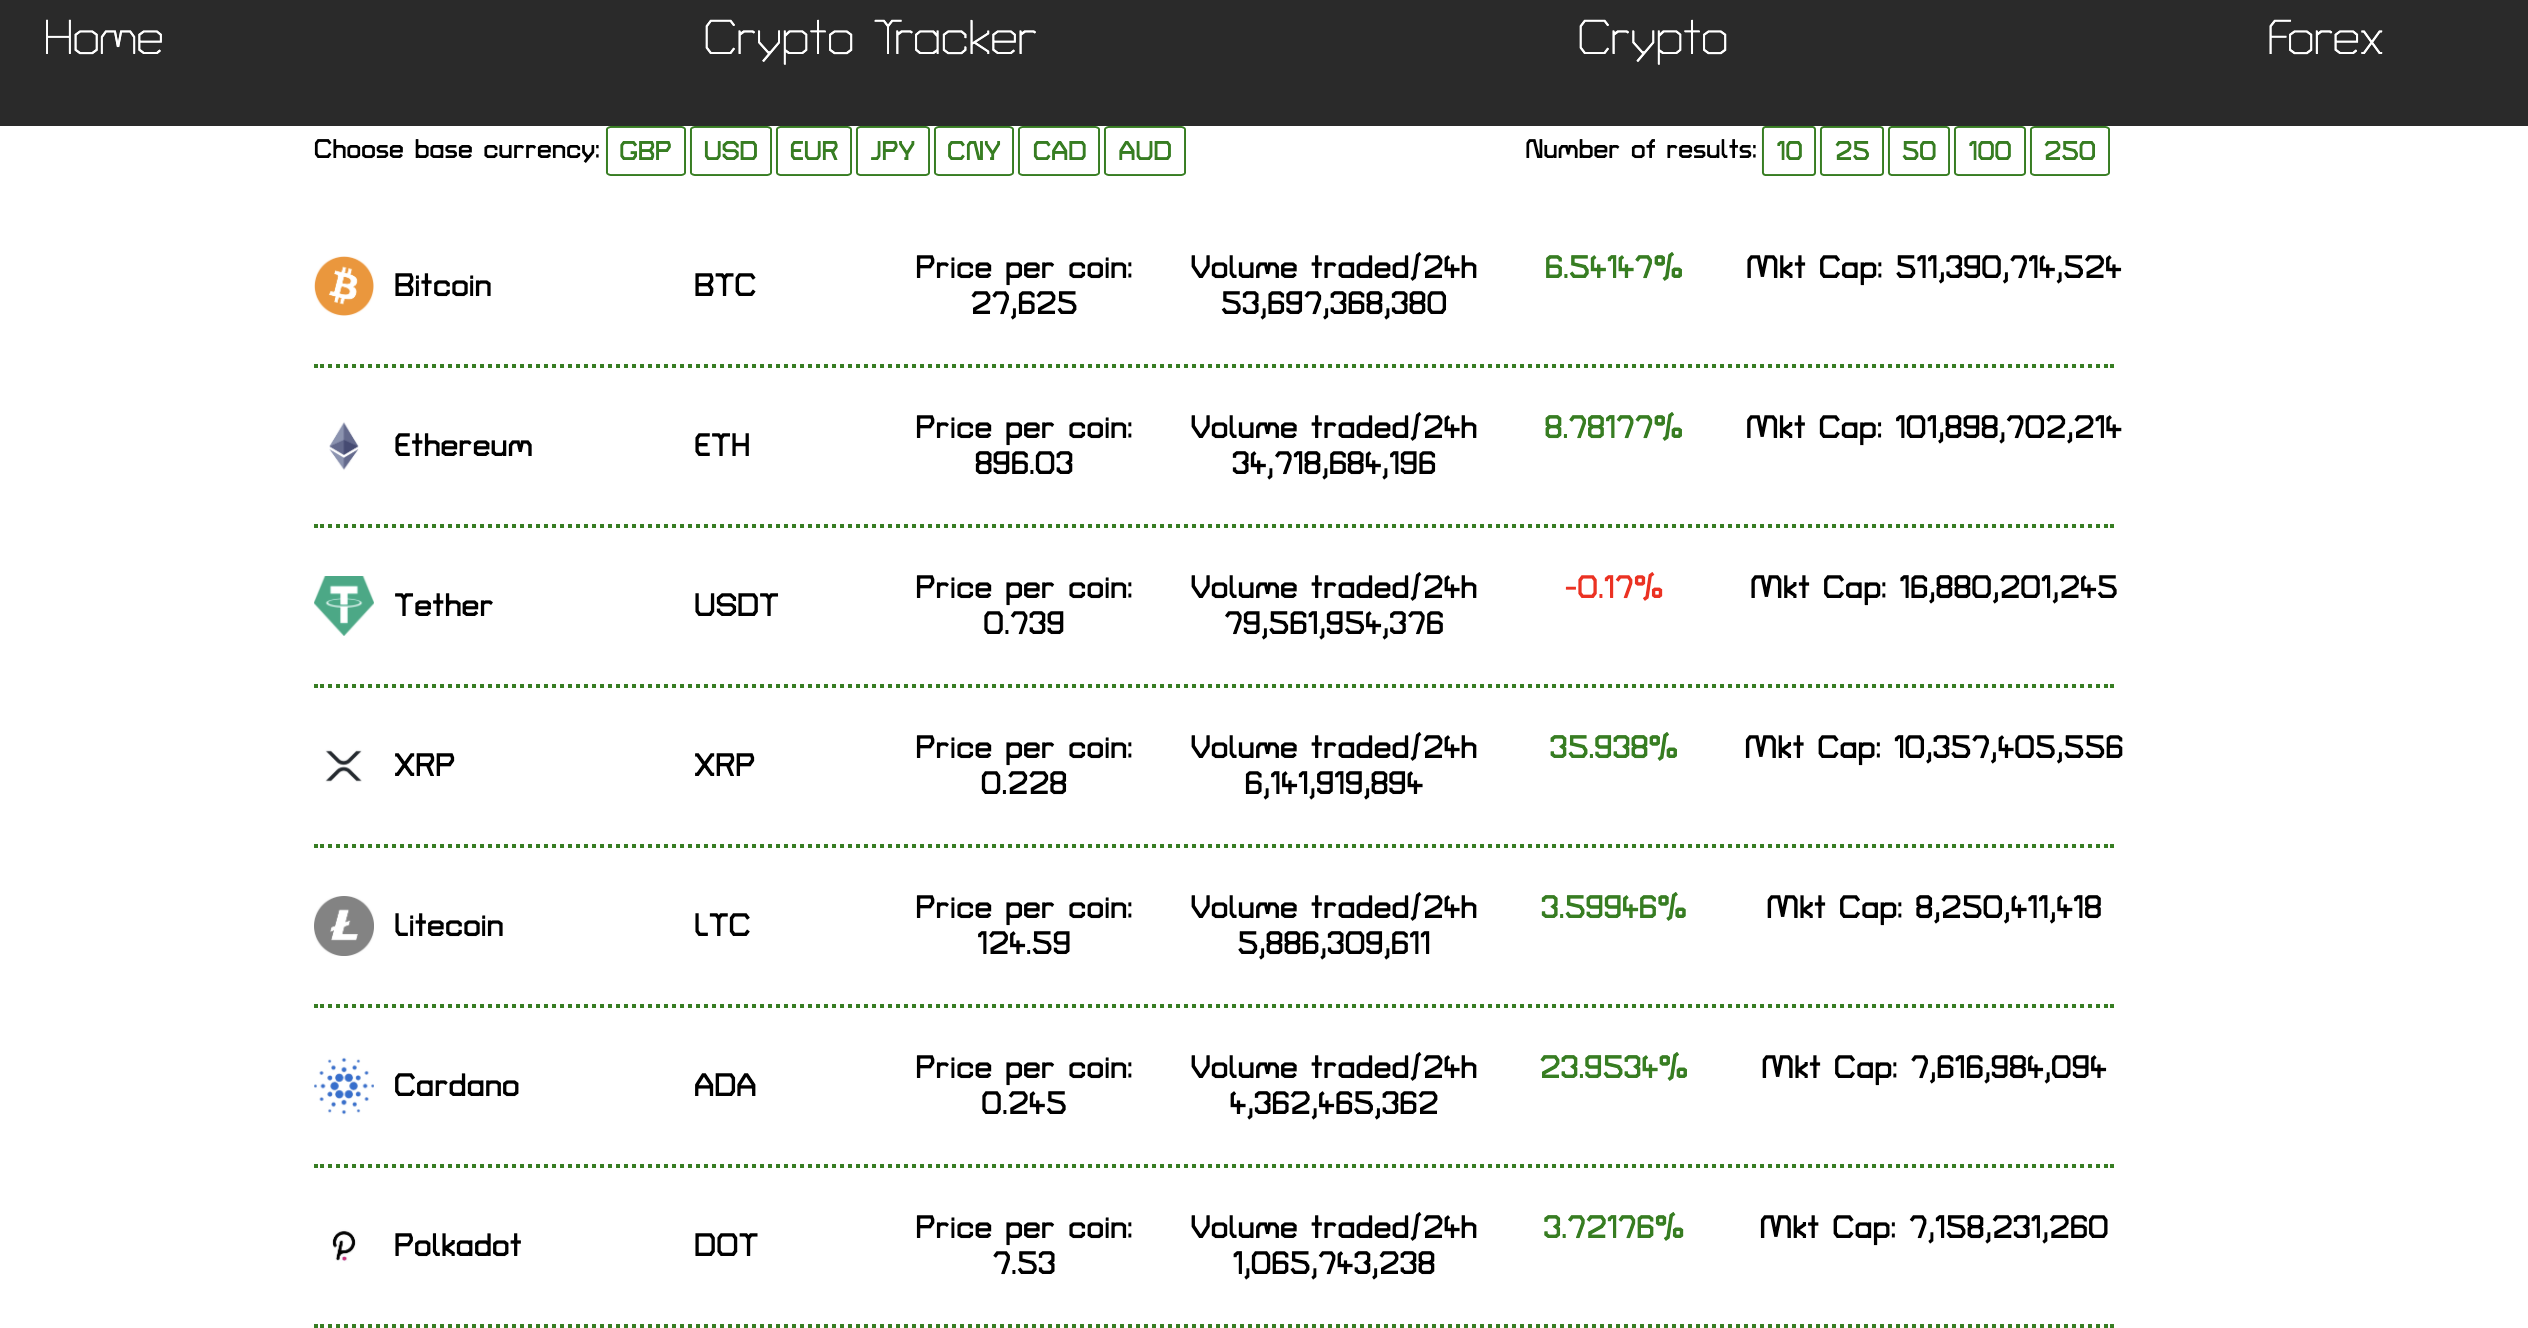 Home Crypto Tracker Crypto Forex
Choose base currency: GBP USD EUR JPY CNY CAD AUD Number of results: 10 25 50 100 250
Bitcoin BTC Price per coin: Volume traded/24h 6.54147% Mkt Cap: 511,390,714,524
27,625 53,697,368,380
Ethereum ETH Price per coin: Volume traded/24h 8.78177% Mkt Cap: 101,898,702,214
896.03 34,718,684,196
Tether USDT Price per coin: Volume traded/24h -0.17% Mkt Cap: 16,880,201,245
0.739 79,561,954,376
XRP XRP Price per coin: Volume traded/24h 35.938% Mkt Cap: 10,357,405,556
0.228 6,141,919,894
Litecoin LTC Price per coin: Volume traded/24h 3.59946% Mkt Cap: 8,250,411,418
124.59 5,886,309,611
Cardano ADA Price per coin: Volume traded/24h 23.9534% Mkt Cap: 7,616,984,094
0.245 4,362,465,362
Polkadot DOT Price per coin: Volume traded/24h 3.72176% Mkt Cap: 7,158,231,260
7.53 1,065,743,238